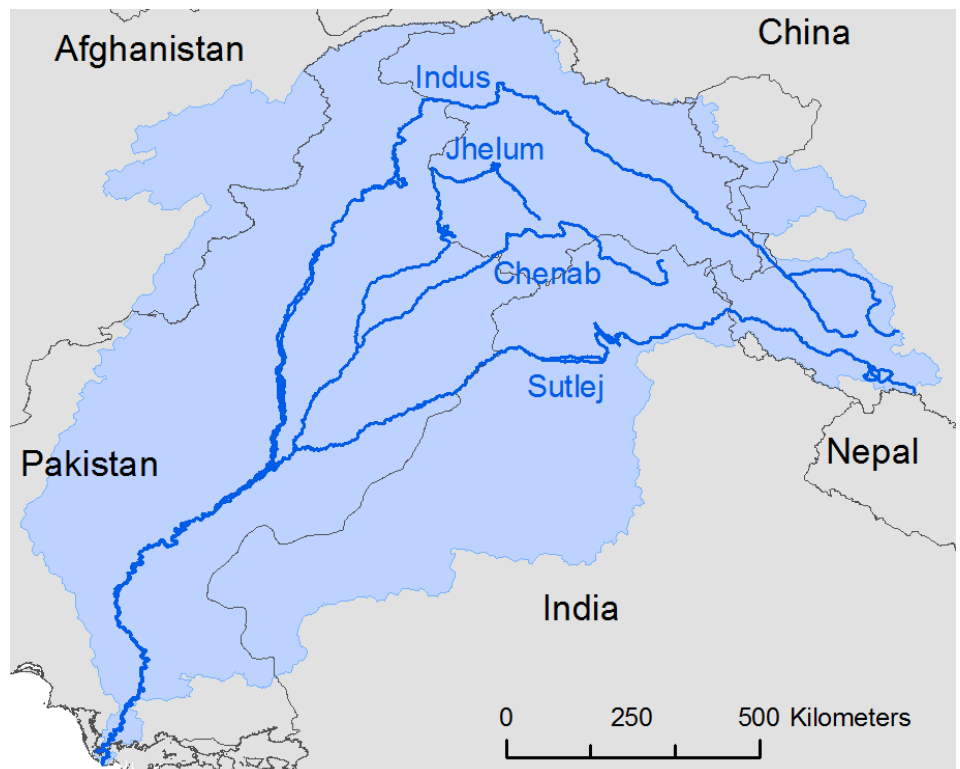 Afghanistan
China
Indus
Jhelum
Chenab
Sutlej
Pakistan
Nepal
India
0 250 500 Kilometers